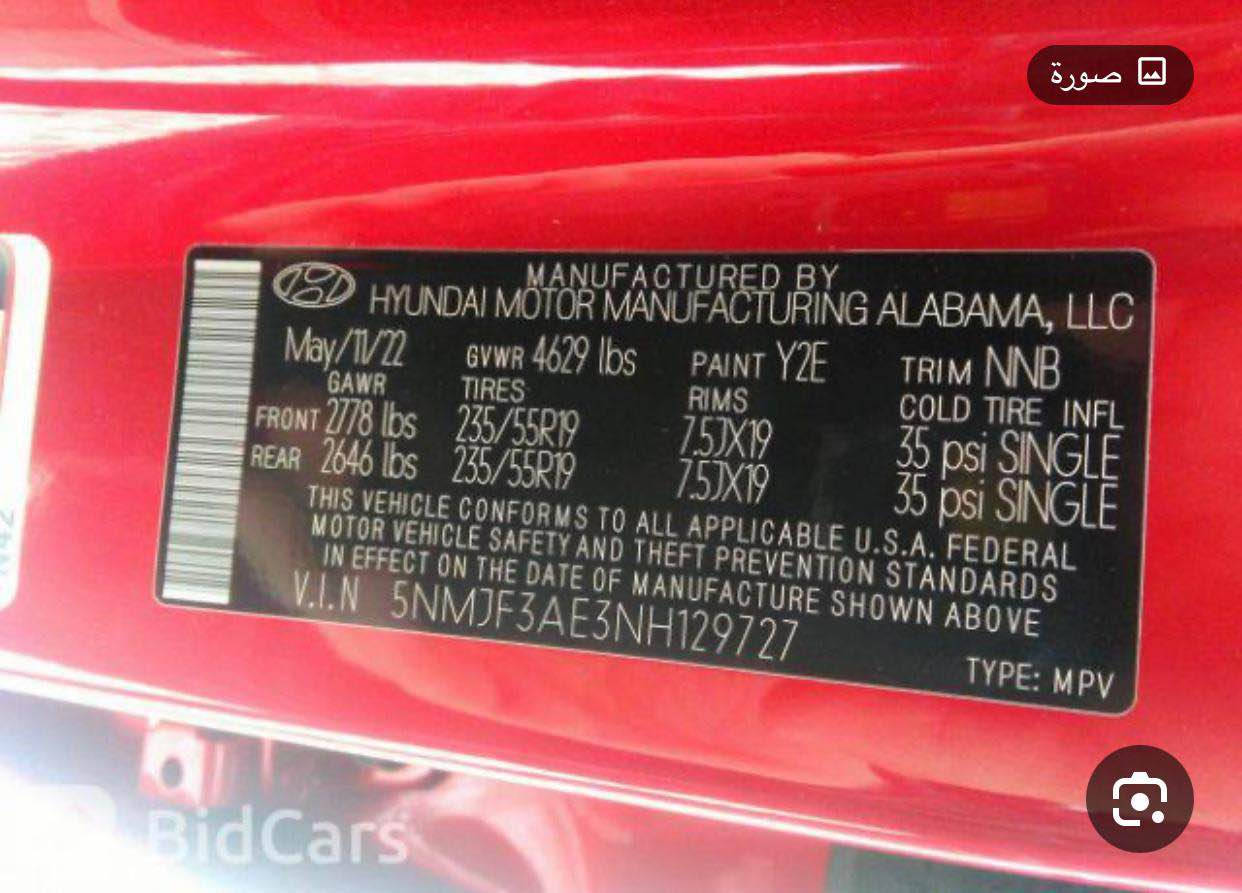 صورة
MANUFACTURED BY
HYUNDAI MOTOR MANUFACTURING ALABAMA, LLC
May/11/22 GVWR 4629 lbs PAINT Y2E TRIM NNB
GAWR TIRES RIMS COLD TIRE INFL
FRONT 2778 lbs 235/55R19 7.5JX19 35 psi SINGLE
REAR 2646 lbs 235/55R19 7.5JX19 35 psi SINGLE
THIS VEHICLE CONFORMS TO ALL APPLICABLE U.S.A. FEDERAL
MOTOR VEHICLE SAFETY AND THEFT PREVENTION STANDARDS
IN EFFECT ON THE DATE OF MANUFACTURE SHOWN ABOVE
V.I.N 5NMJF3AE3NH129727
TYPE: MPV
BidCars